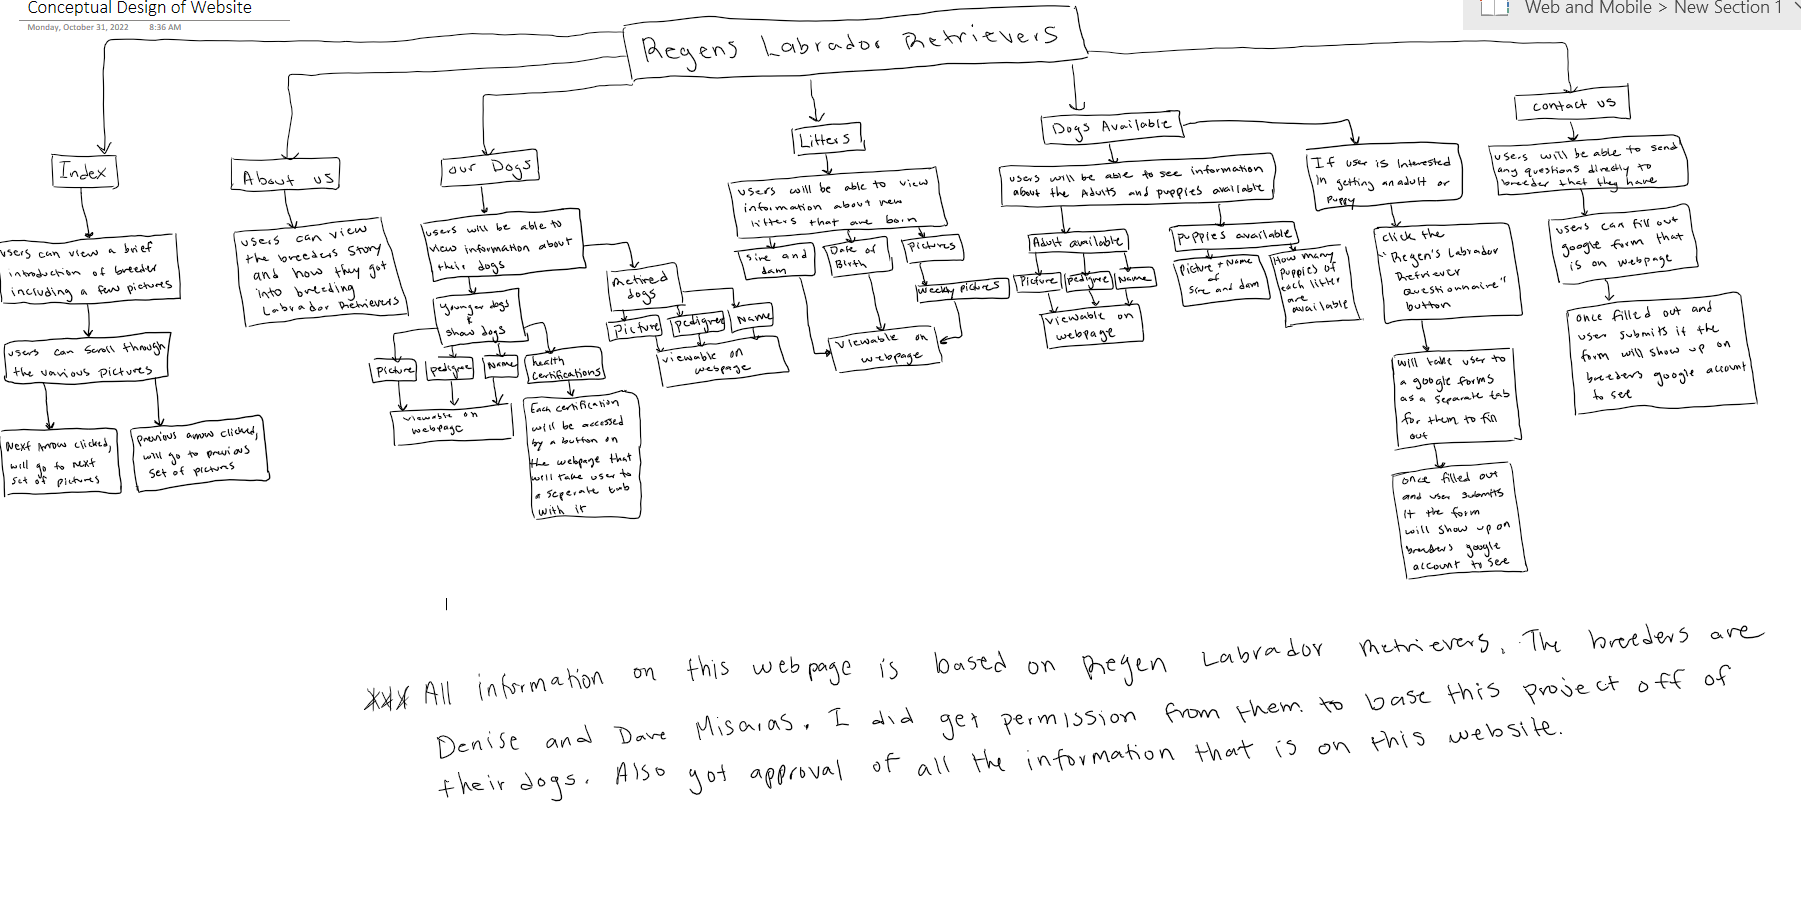 Conceptual Design of Website
Monday, October 31, 2022 8:36 AM
Web and Mobile > New Section 1
Regens Labrador Retrievers
Index
users can view a brief
introduction of breeder
including a few pictures
users can scroll through
the various pictures
Next Arrow clicked,
will go to next
set of pictures
previous arrow clicked,
will go to previous
set of pictures
About us
users can view
the breeders story
and how they got
into breeding
Labrador Retrievers
our Dogs
users will be able to
view information about
their dogs
younger dogs
&
show dogs
picture
pedigree
Name
viewable on
webpage
health
certifications
Each certification
will be accessed
by a button on
the webpage that
will take user to
a seperate tab
with it
Retired
dogs
picture
pedigree
Name
viewable on
webpage
Litters
users will be able to view
information about new
litters that are born
sire and
dam
Date of
Birth
pictures
weekly pictures
viewable on
webpage
Dogs Available
users will be able to see information
about the Adults and puppies available
Adult available
picture
pedigree
Name
viewable on
webpage
puppies available
picture + Name
of
sire and dam
How many
puppies of
each litter
are
available
If user is Interested
in getting an adult or
puppy
click the
"Regen's Labrador
Retriever
Questionnaire"
button
will take user to
a google forms
as a separate tab
for them to fill
out
once filled out
and user submits
it the form
will show up on
breeders google
account to see
contact us
users will be able to send
any questions directly to
breeder that they have
users can fill out
google form that
is on webpage
once filled out and
user submits it the
form will show up on
breeders google account
to see
*** All information on this webpage is based on Regen Labrador Retrievers. The breeders are
Denise and Dave Misaras. I did get permission from them to base this project off of
their dogs. Also got approval of all the information that is on this website.